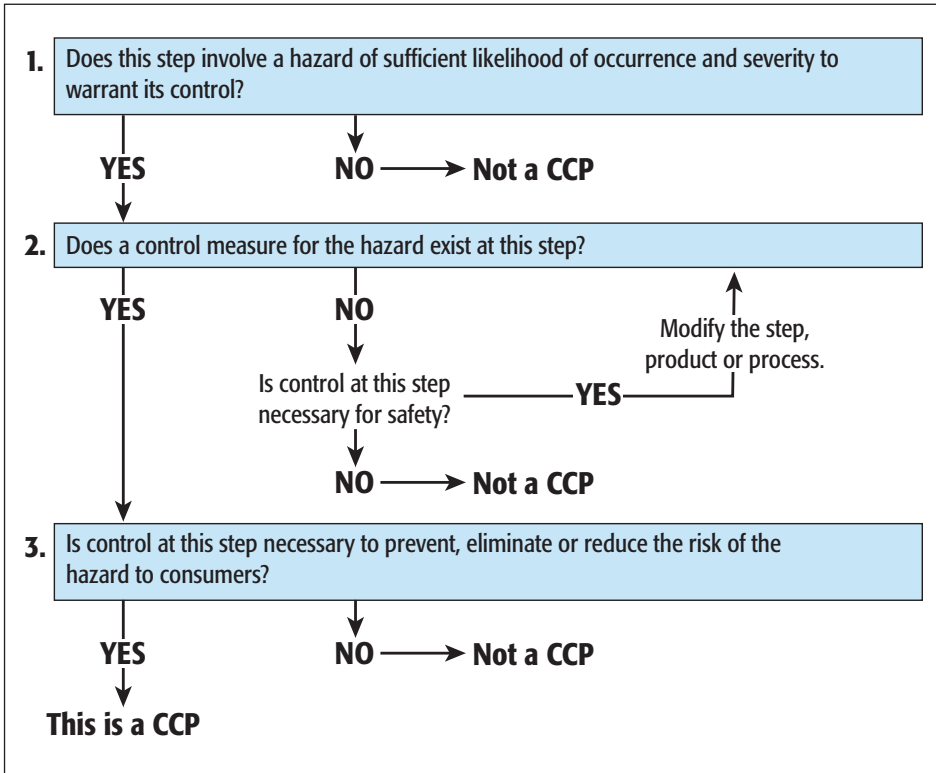 1. Does this step involve a hazard of sufficient likelihood of occurrence and severity to
warrant its control?
YES
NO
Not a CCP
2. Does a control measure for the hazard exist at this step?
YES
NO
Modify the step,
product or process.
Is control at this step
necessary for safety?
YES
NO
Not a CCP
3. Is control at this step necessary to prevent, eliminate or reduce the risk of the
hazard to consumers?
YES
NO
Not a CCP
This is a CCP